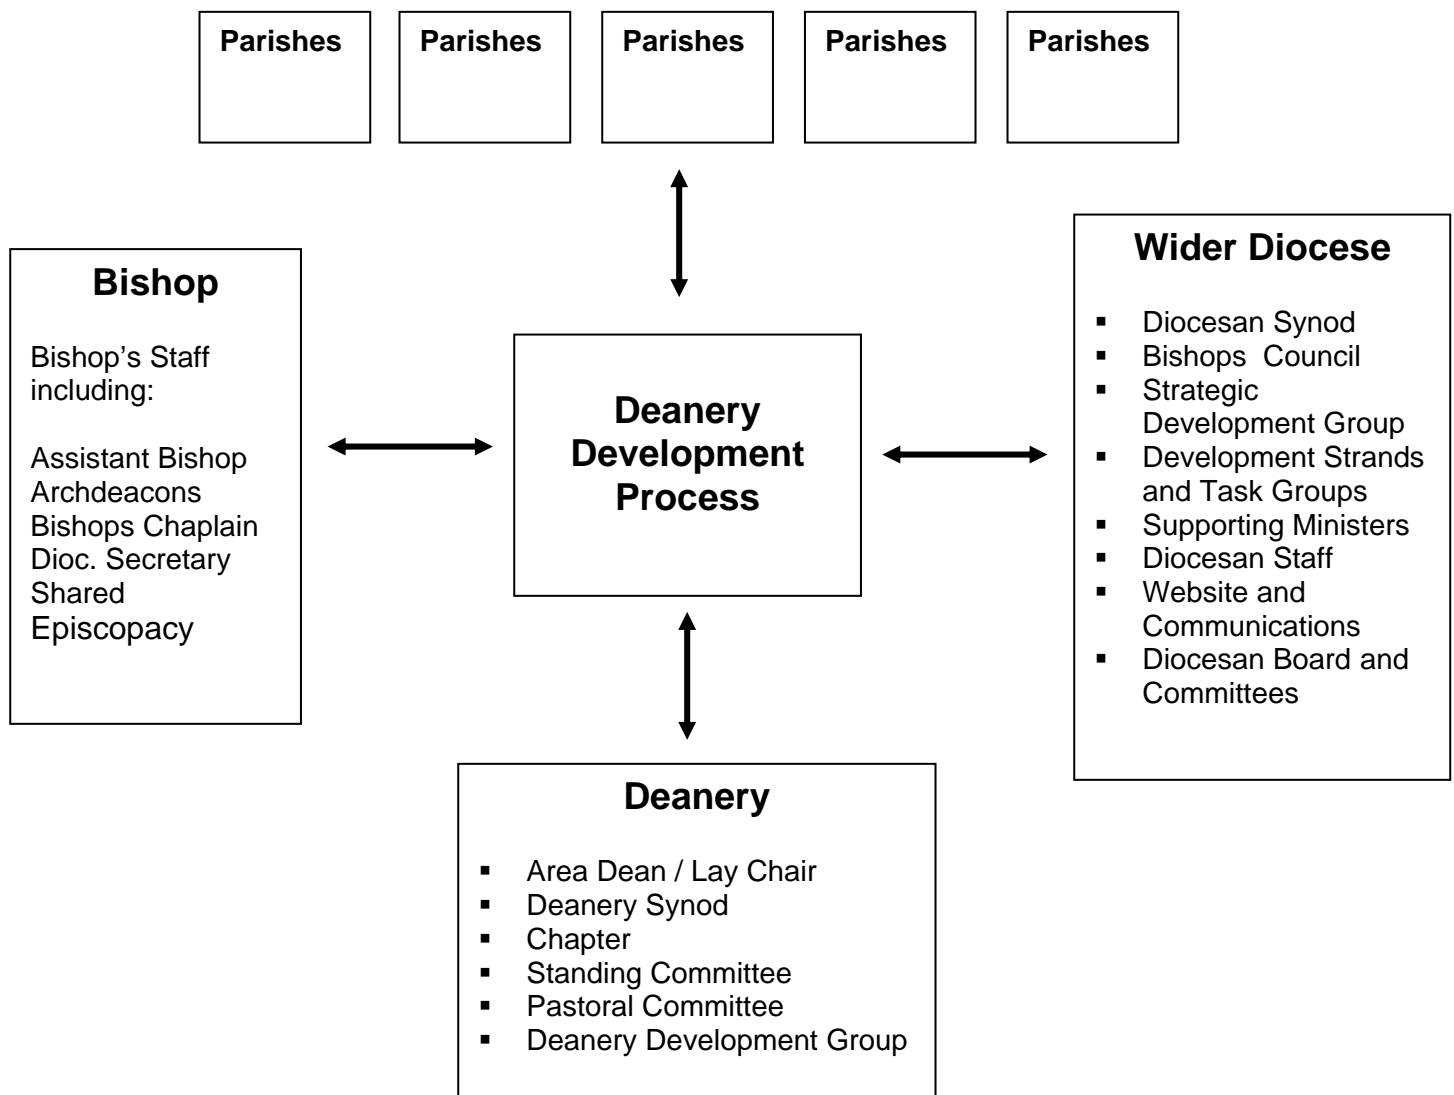 Parishes
Parishes
Parishes
Parishes
Parishes
Bishop
Bishop’s Staff
including:
Assistant Bishop
Archdeacons
Bishops Chaplain
Dioc. Secretary
Shared
Episcopacy
Deanery
Development
Process
Wider Diocese
▪ Diocesan Synod
▪ Bishops  Council
▪ Strategic
Development Group
▪ Development Strands
and Task Groups
▪ Supporting Ministers
▪ Diocesan Staff
▪ Website and
Communications
▪ Diocesan Board and
Committees
Deanery
▪ Area Dean / Lay Chair
▪ Deanery Synod
▪ Chapter
▪ Standing Committee
▪ Pastoral Committee
▪ Deanery Development Group